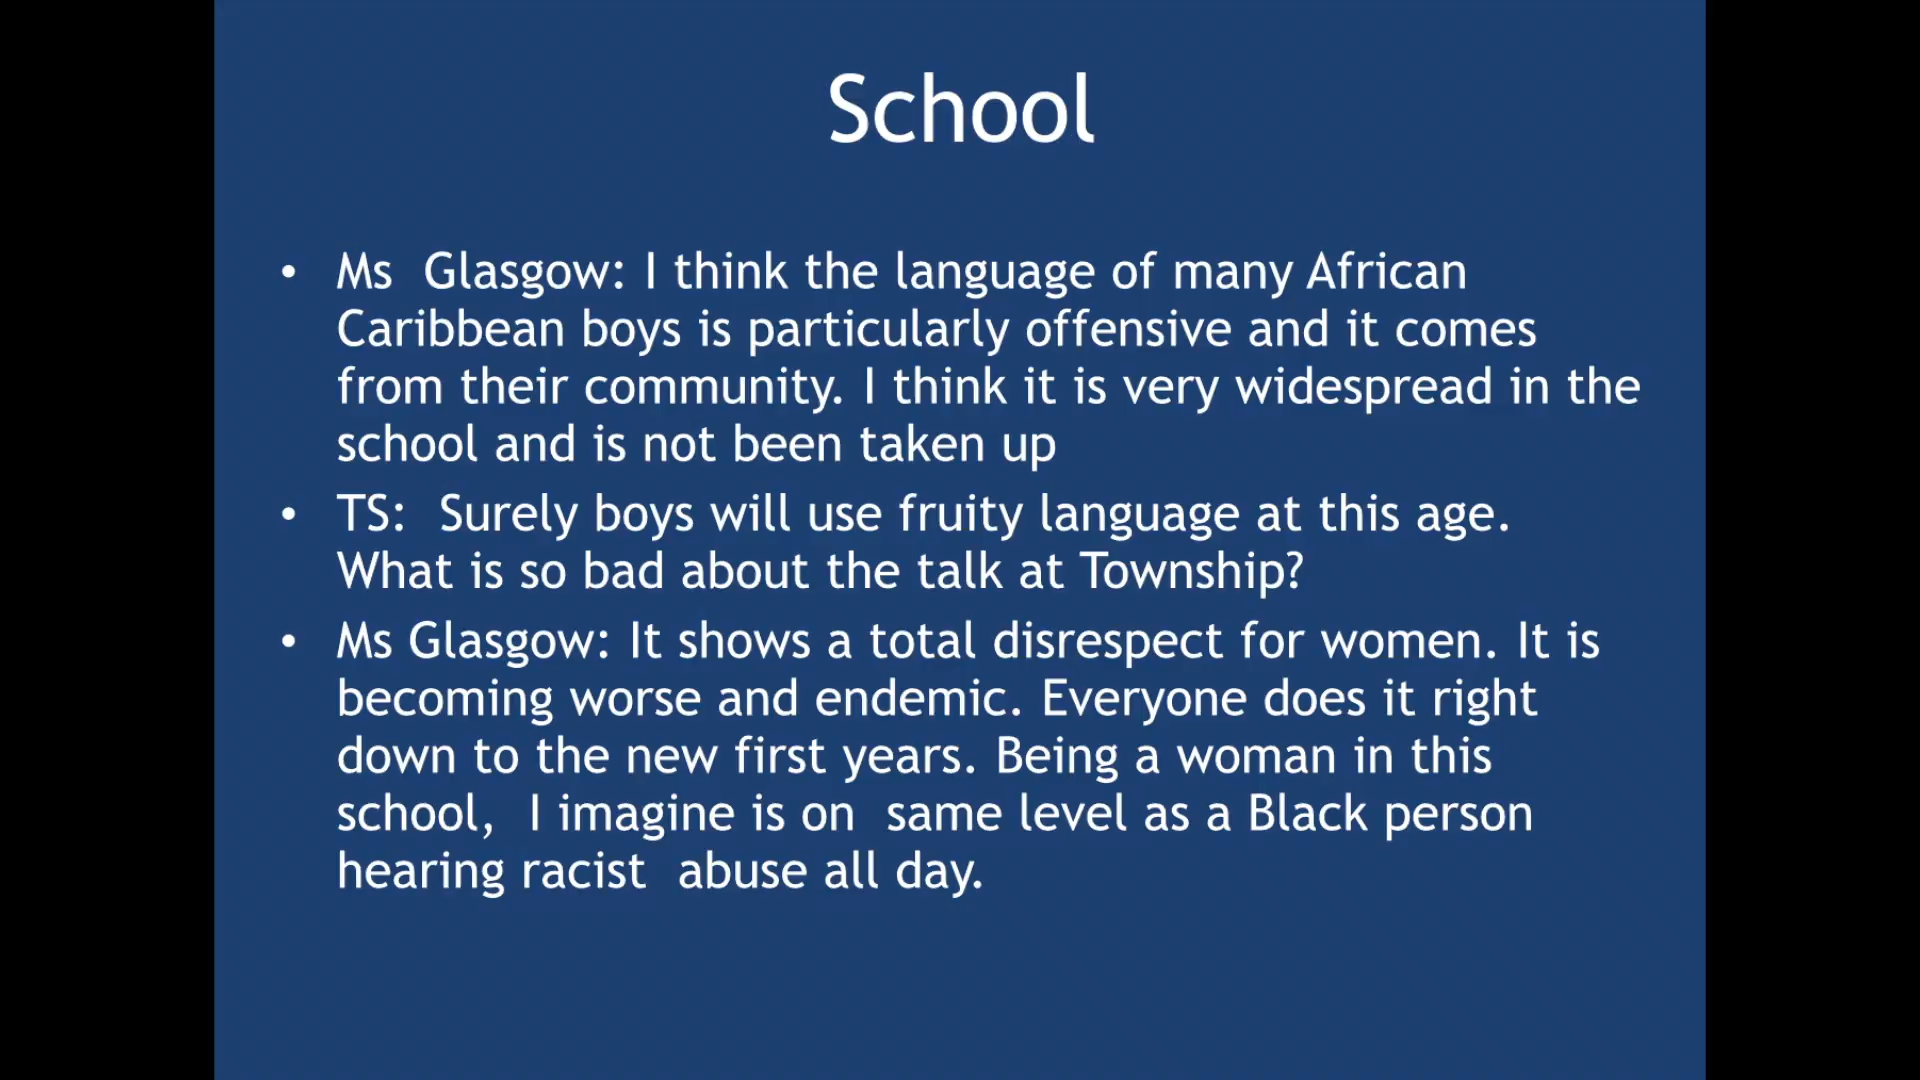 School
• Ms  Glasgow: I think the language of many African
Caribbean boys is particularly offensive and it comes
from their community. I think it is very widespread in the
school and is not been taken up
• TS:  Surely boys will use fruity language at this age.
What is so bad about the talk at Township?
• Ms Glasgow: It shows a total disrespect for women. It is
becoming worse and endemic. Everyone does it right
down to the new first years. Being a woman in this
school,  I imagine is on  same level as a Black person
hearing racist  abuse all day.